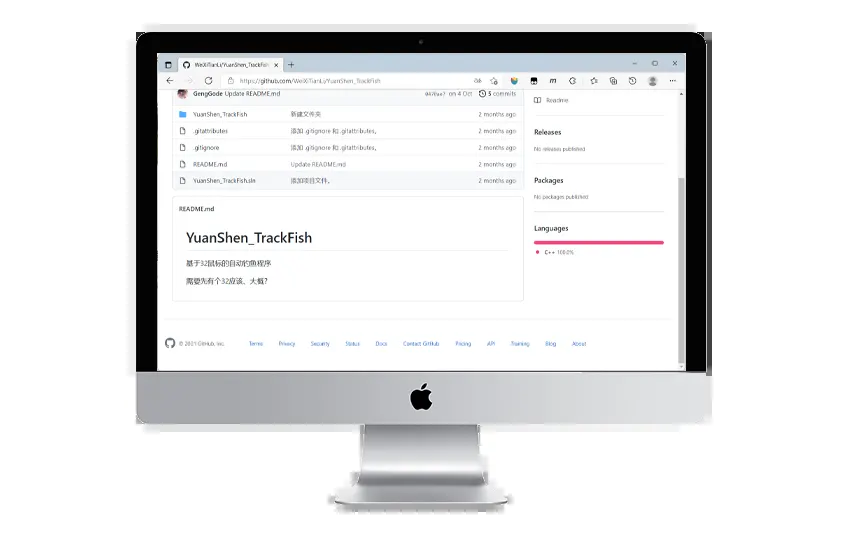 WeiXiTianLi/YuanShen_TrackFish
https://github.com/WeiXiTianLi/YuanShen_TrackFish
GengGode Update README.md
on 4 Oct
5 commits
YuanShen_TrackFish
新建文件夹
2 months ago
.gitattributes
添加 .gitignore 和 .gitattributes。
2 months ago
.gitignore
添加 .gitignore 和 .gitattributes。
2 months ago
README.md
Update README.md
2 months ago
YuanShen_TrackFish.sln
添加项目文件。
2 months ago
README.md
YuanShen_TrackFish
基于32鼠标的自动钓鱼程序
需要先有个32应该、大概?
Readme
Releases
No releases published
Packages
No packages published
Languages
C++ 100.0%
© 2021 GitHub, Inc.
Terms
Privacy
Security
Status
Docs
Contact GitHub
Pricing
API
Training
Blog
About